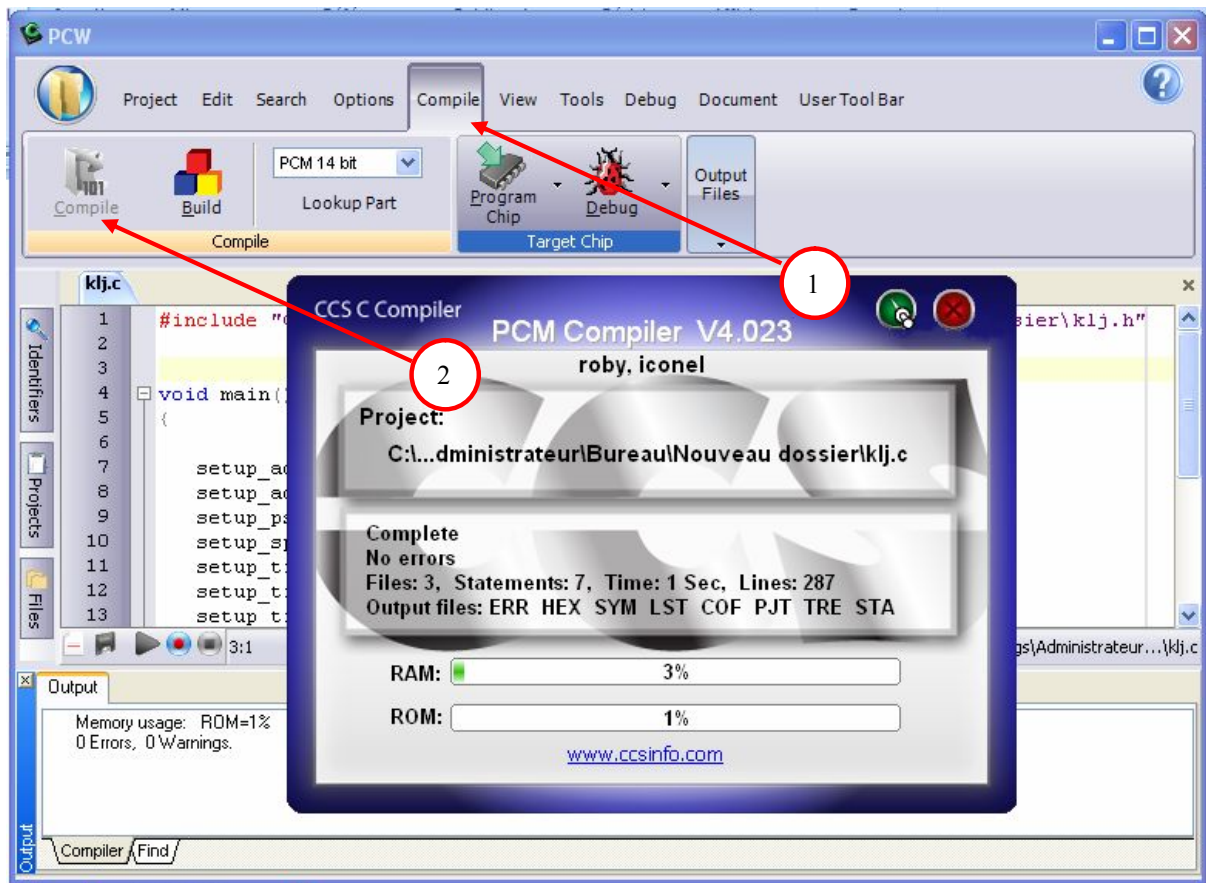 PCW
Project Edit Search Options Compile View Tools Debug Document User Tool Bar
101
Compile
Build
PCM 14 bit
Lookup Part
Compile
Program Chip
Debug
Target Chip
Output Files
1
2
klj.c
Identifiers
Projects
Files
1 #include "
2
3
4 void main()
5 {
6
7 setup_ad
8 setup_ad
9 setup_ps
10 setup_sp
11 setup_ti
12 setup_ti
13 setup_ti
sier\klj.h"
3:1
gs\Administrateur...\klj.c
CCS C Compiler
PCM Compiler V4.023
roby, iconel
Project:
C:\...dministrateur\Bureau\Nouveau dossier\klj.c
Complete
No errors
Files: 3, Statements: 7, Time: 1 Sec, Lines: 287
Output files: ERR HEX SYM LST COF PJT TRE STA
RAM: 3%
ROM: 1%
www.ccsinfo.com
Output
Memory usage: ROM=1%
0 Errors, 0 Warnings.
Output
Compiler Find